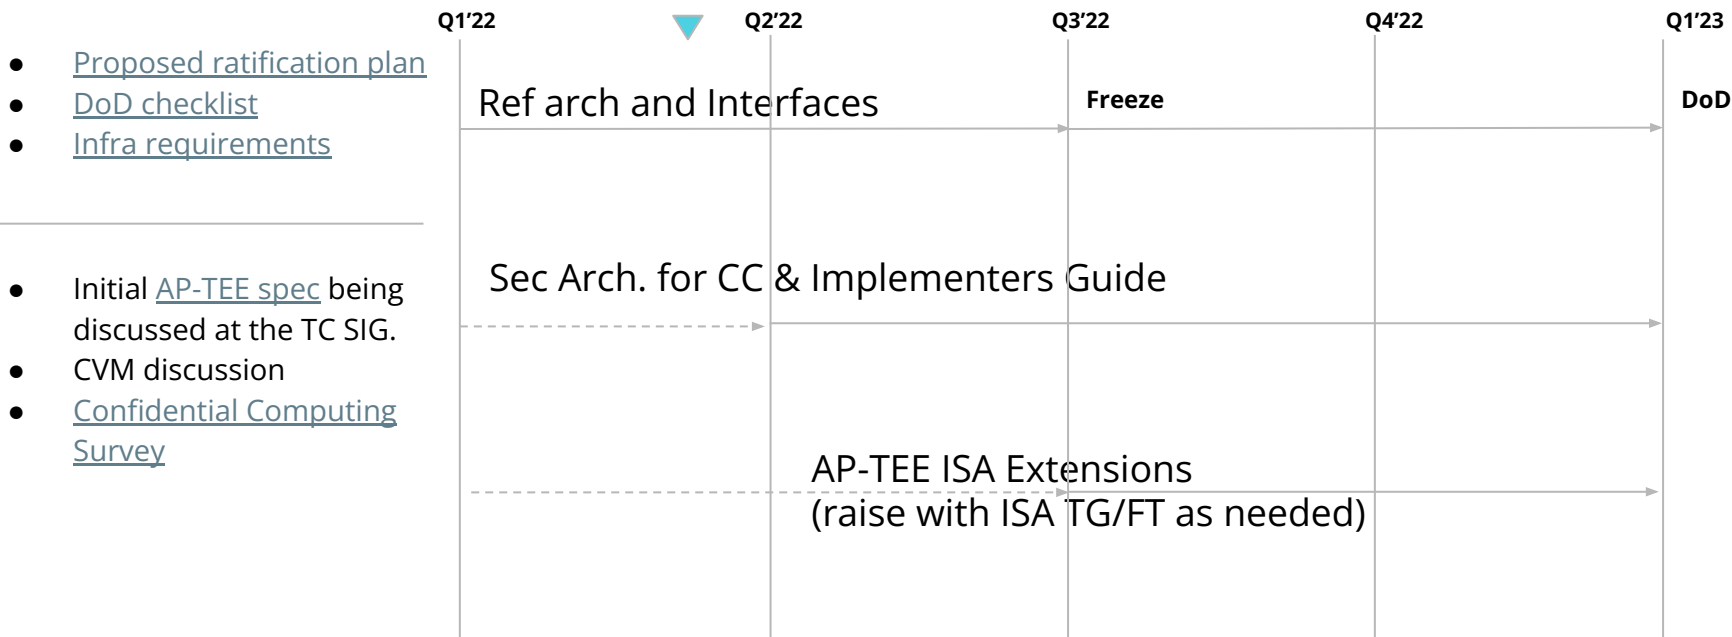 Q1’22
Q2’22
Q3’22
Q4’22
Q1’23
● Proposed ratification plan
● DoD checklist
● Infra requirements
Ref arch and Interfaces
Freeze
DoD
Sec Arch. for CC & Implementers Guide
● Initial AP-TEE spec being
discussed at the TC SIG.
● CVM discussion
● Confidential Computing
Survey
AP-TEE ISA Extensions
(raise with ISA TG/FT as needed)